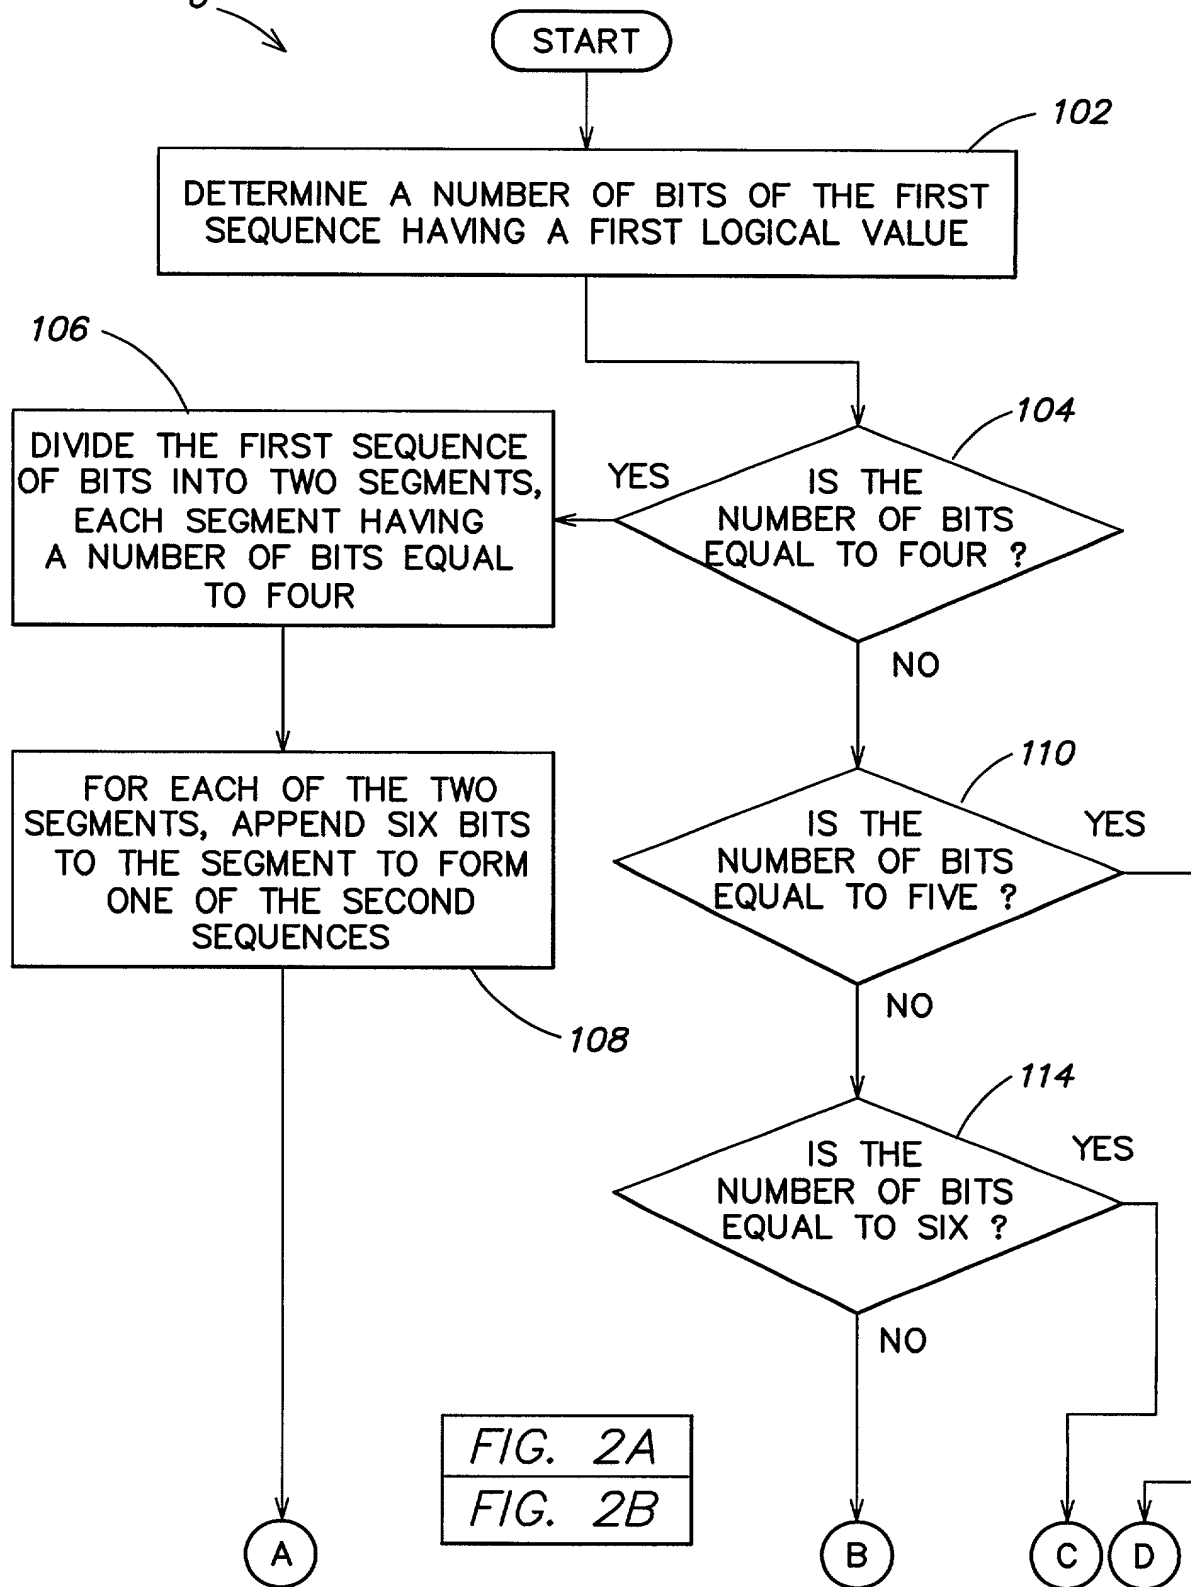 START
102
DETERMINE A NUMBER OF BITS OF THE FIRST
SEQUENCE HAVING A FIRST LOGICAL VALUE
106
DIVIDE THE FIRST SEQUENCE
OF BITS INTO TWO SEGMENTS,
EACH SEGMENT HAVING
A NUMBER OF BITS EQUAL
TO FOUR
104
YES
IS THE
NUMBER OF BITS
EQUAL TO FOUR ?
NO
FOR EACH OF THE TWO
SEGMENTS, APPEND SIX BITS
TO THE SEGMENT TO FORM
ONE OF THE SECOND
SEQUENCES
108
110
YES
IS THE
NUMBER OF BITS
EQUAL TO FIVE ?
NO
114
YES
IS THE
NUMBER OF BITS
EQUAL TO SIX ?
NO
FIG. 2A
FIG. 2B
A
B
C
D